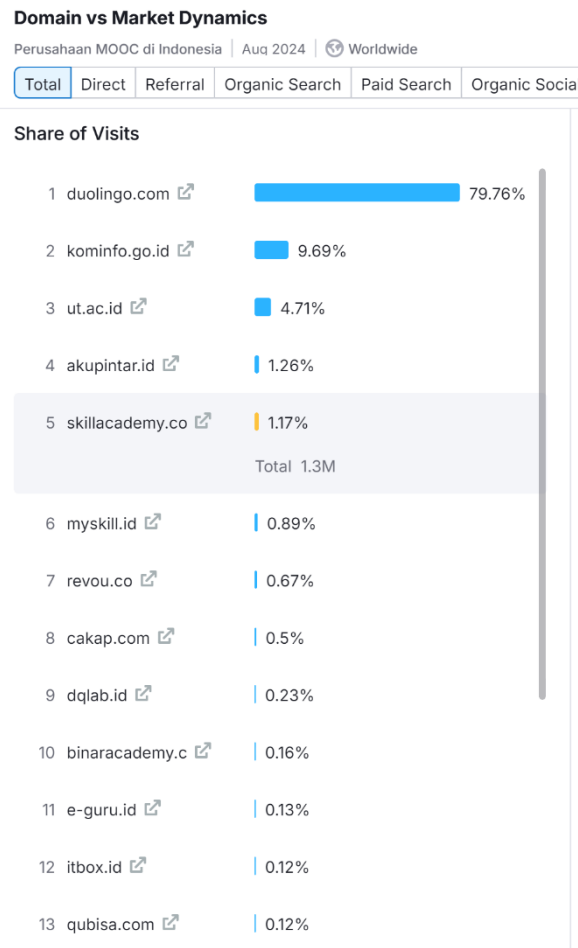 Domain vs Market Dynamics
Perusahaan MOOC di Indonesia | Aug 2024 | Worldwide
Total Direct Referral Organic Search Paid Search Organic Socia
Share of Visits
1 duolingo.com 79.76%
2 kominfo.go.id 9.69%
3 ut.ac.id 4.71%
4 akupintar.id 1.26%
5 skillacademy.co 1.17%
Total 1.3M
6 myskill.id 0.89%
7 revou.co 0.67%
8 cakap.com 0.5%
9 dqlab.id 0.23%
10 binaracademy.c 0.16%
11 e-guru.id 0.13%
12 itbox.id 0.12%
13 qubisa.com 0.12%